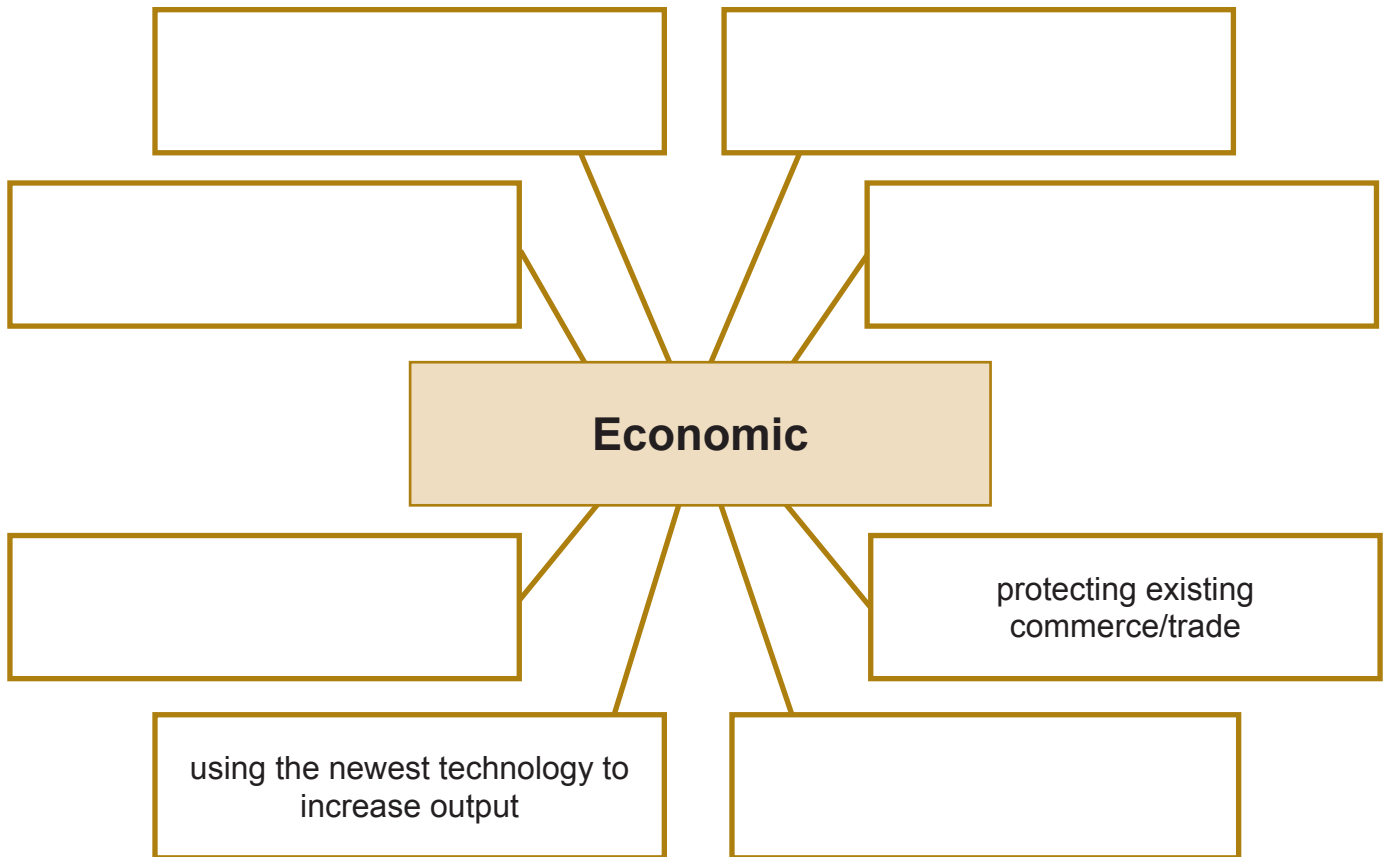 Economic
protecting existing
commerce/trade
using the newest technology to
increase output